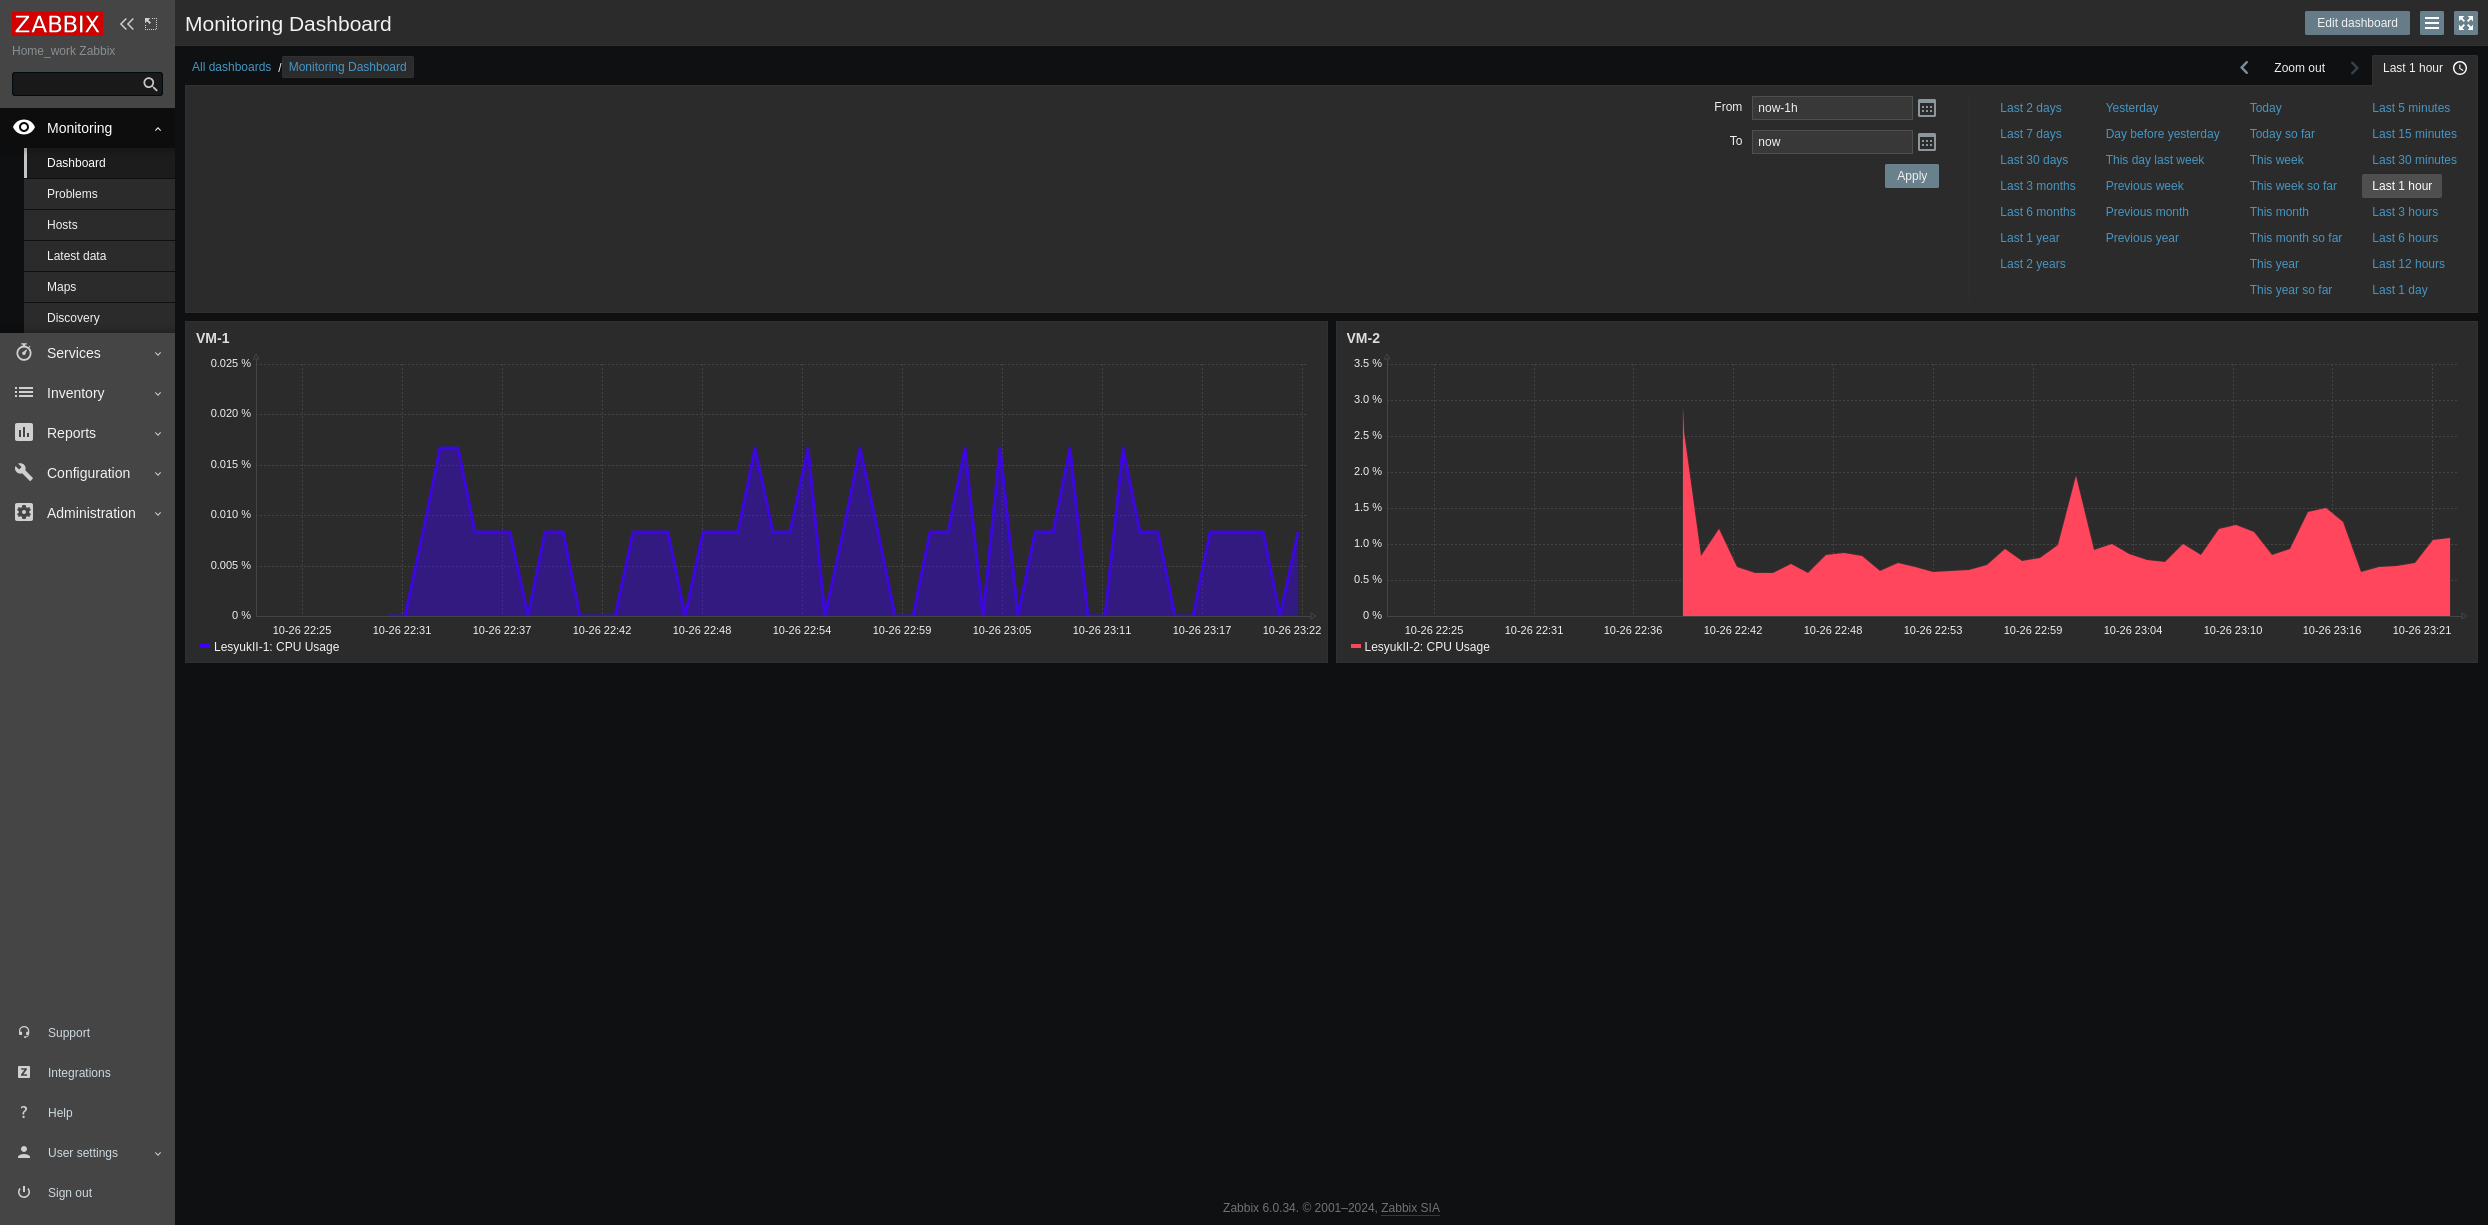 ZABBIX
Home_work Zabbix
Monitoring
Dashboard
Problems
Hosts
Latest data
Maps
Discovery
Services
Inventory
Reports
Configuration
Administration
Support
Integrations
Help
User settings
Sign out
Monitoring Dashboard
Edit dashboard
All dashboards / Monitoring Dashboard
Zoom out
Last 1 hour
From now-1h
To now
Apply
Last 2 days Yesterday Today Last 5 minutes
Last 7 days Day before yesterday Today so far Last 15 minutes
Last 30 days This day last week This week Last 30 minutes
Last 3 months Previous week This week so far Last 1 hour
Last 6 months Previous month This month Last 3 hours
Last 1 year Previous year This month so far Last 6 hours
Last 2 years This year Last 12 hours
This year so far Last 1 day
VM-1
0.025 %
0.020 %
0.015 %
0.010 %
0.005 %
0 %
10-26 22:25 10-26 22:31 10-26 22:37 10-26 22:42 10-26 22:48 10-26 22:54 10-26 22:59 10-26 23:05 10-26 23:11 10-26 23:17 10-26 23:22
LesyukII-1: CPU Usage
VM-2
3.5 %
3.0 %
2.5 %
2.0 %
1.5 %
1.0 %
0.5 %
0 %
10-26 22:25 10-26 22:31 10-26 22:36 10-26 22:42 10-26 22:48 10-26 22:53 10-26 22:59 10-26 23:04 10-26 23:10 10-26 23:16 10-26 23:21
LesyukII-2: CPU Usage
Zabbix 6.0.34. © 2001–2024, Zabbix SIA